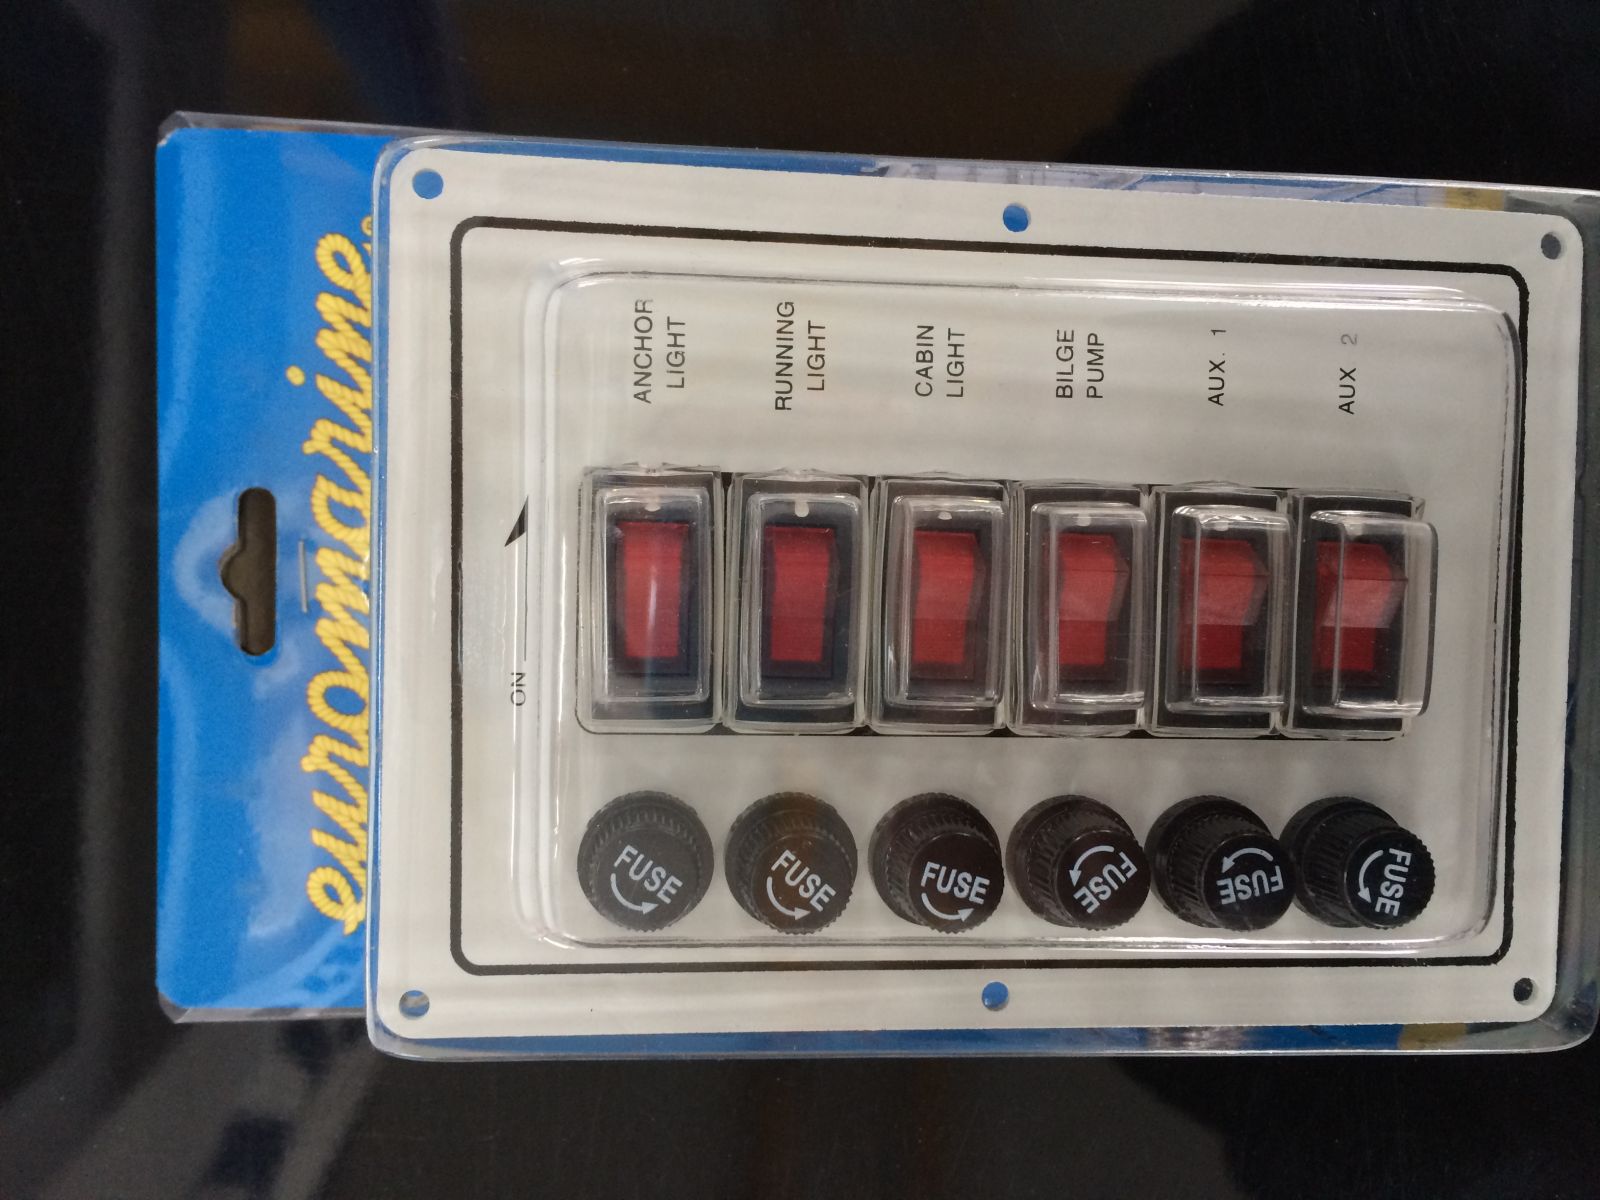 euromarine
ON
ANCHOR
LIGHT
RUNNING
LIGHT
CABIN
LIGHT
BILGE
PUMP
AUX. 1
AUX 2
FUSE
FUSE
FUSE
FUSE
FUSE
FUSE